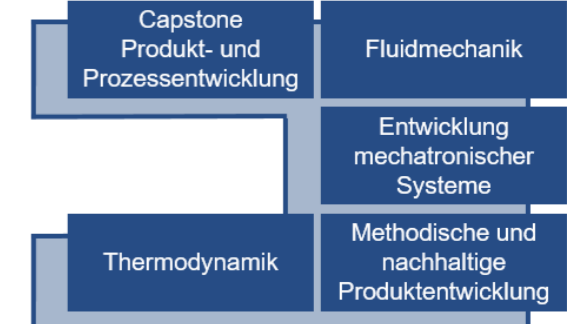 Capstone
Produkt- und
Prozessentwicklung
Fluidmechanik
Entwicklung
mechatronischer
Systeme
Thermodynamik
Methodische und
nachhaltige
Produktentwicklung